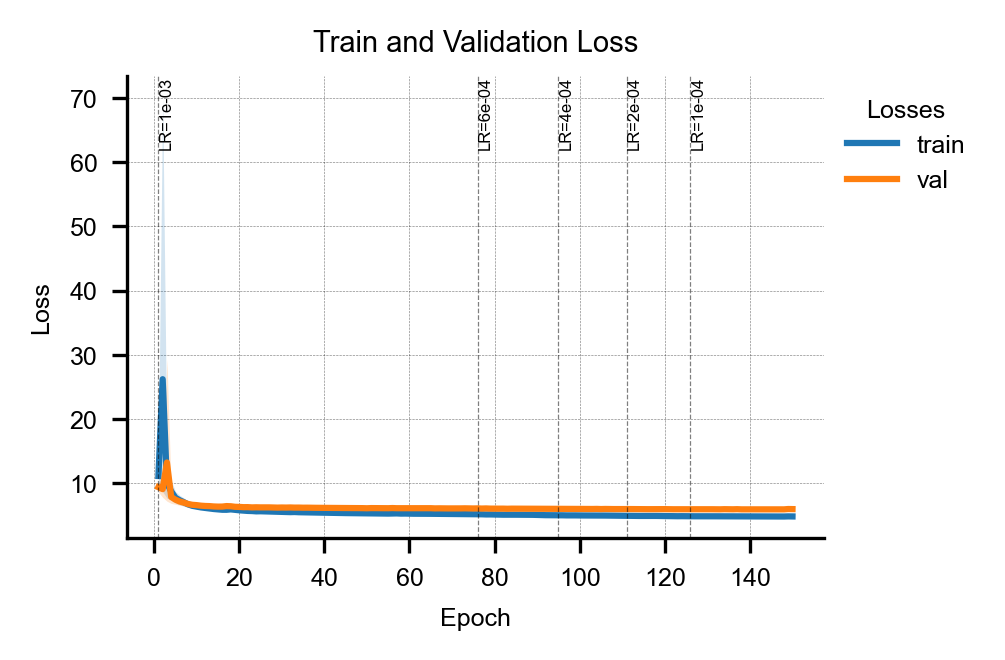 Train and Validation Loss
LR=1e-03
LR=6e-04
LR=4e-04
LR=2e-04
LR=1e-04
Losses
train
val
70
60
50
40
30
20
10
Loss
0 20 40 60 80 100 120 140
Epoch